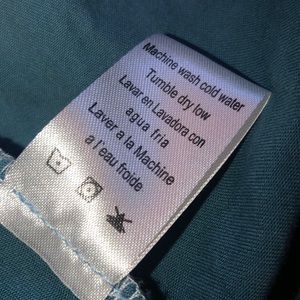 Machine wash cold water
Tumble dry low
Lavar en Lavadora con
agua fria
Laver a la Machine
a l'eau froide